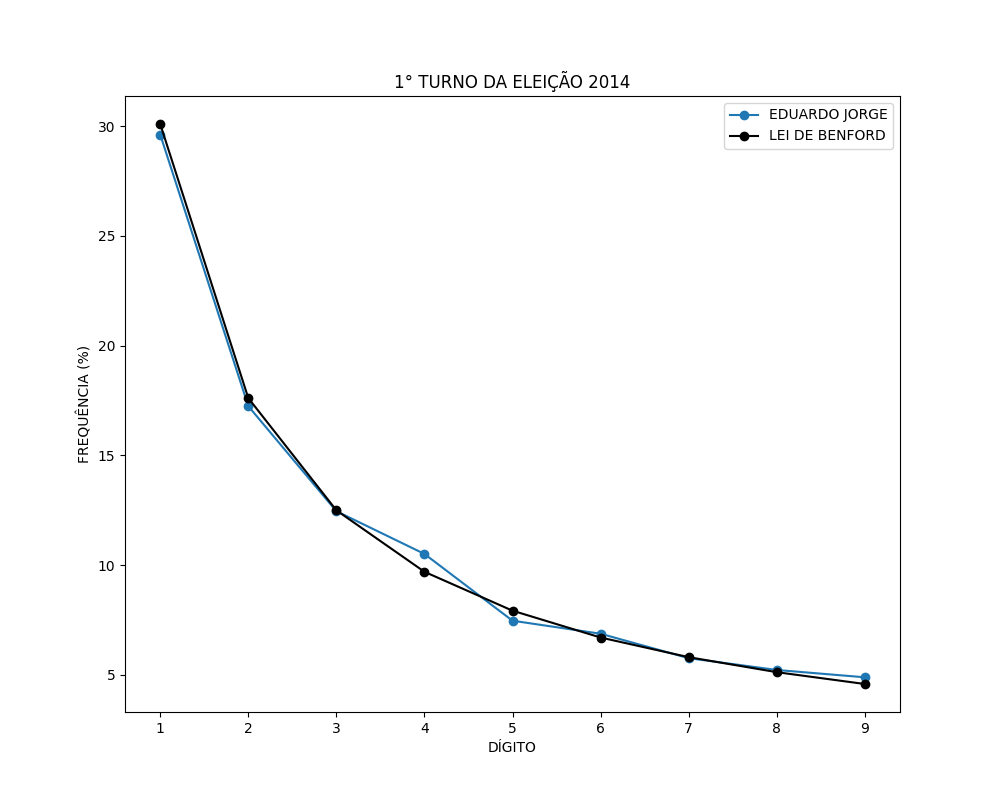 1° TURNO DA ELEIÇÃO 2014
EDUARDO JORGE
LEI DE BENFORD
30
25
20
15
10
5
FREQUÊNCIA (%)
1 2 3 4 5 6 7 8 9
DÍGITO